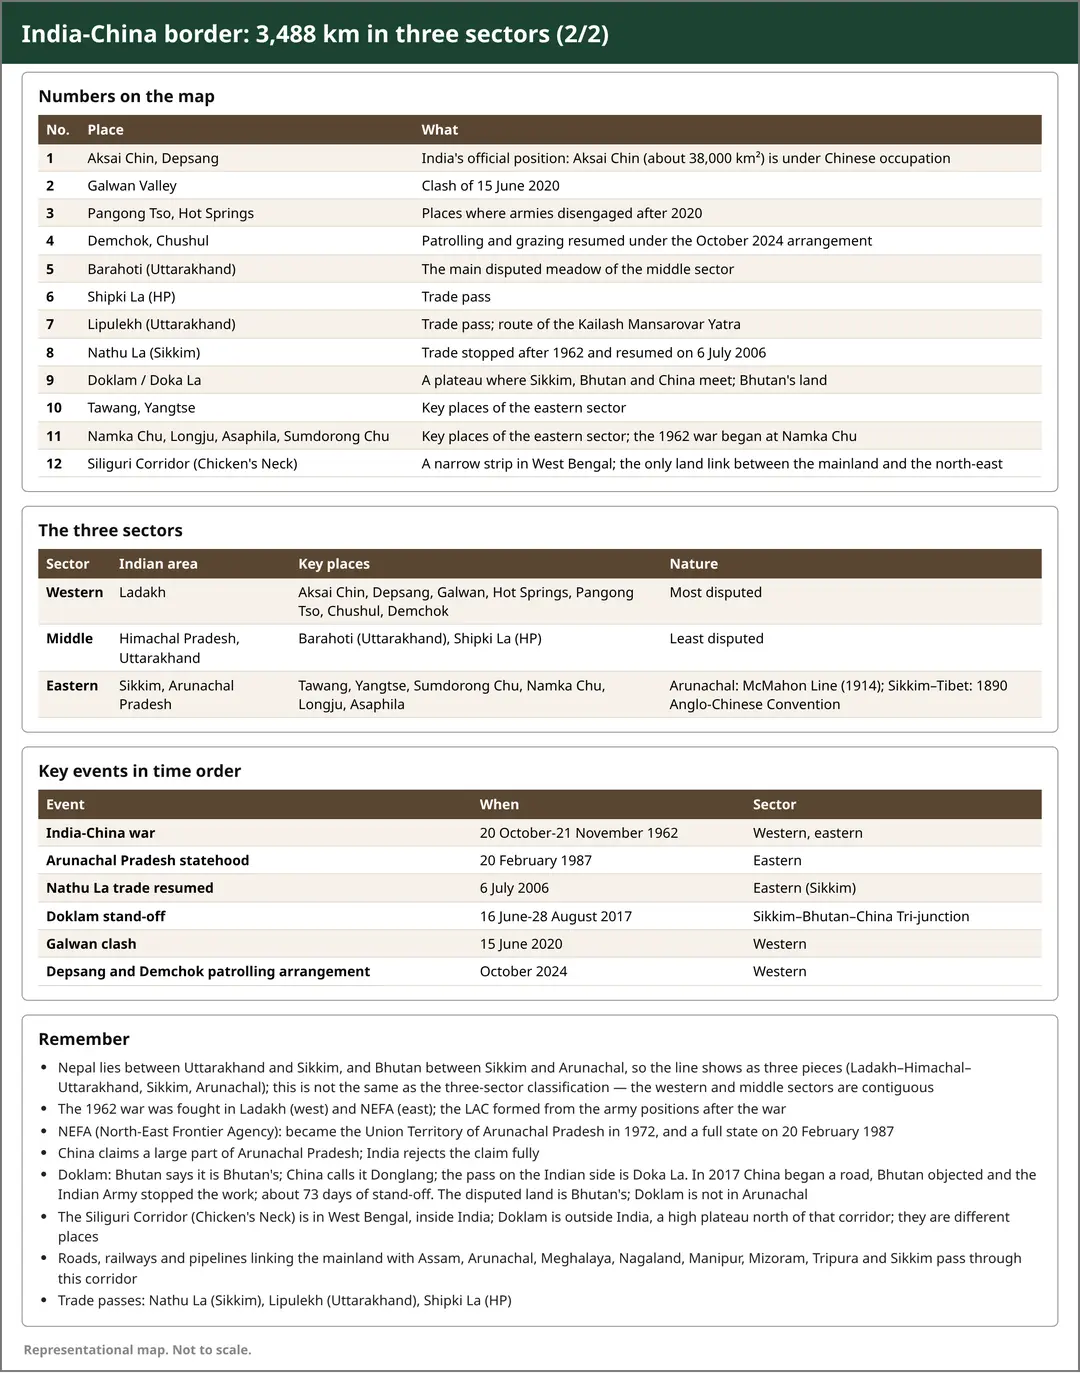 India-China border: 3,488 km in three sectors (2/2)
Numbers on the map
No. Place What
1 Aksai Chin, Depsang India's official position: Aksai Chin (about 38,000 km²) is under Chinese occupation
2 Galwan Valley Clash of 15 June 2020
3 Pangong Tso, Hot Springs Places where armies disengaged after 2020
4 Demchok, Chushul Patrolling and grazing resumed under the October 2024 arrangement
5 Barahoti (Uttarakhand) The main disputed meadow of the middle sector
6 Shipki La (HP) Trade pass
7 Lipulekh (Uttarakhand) Trade pass; route of the Kailash Mansarovar Yatra
8 Nathu La (Sikkim) Trade stopped after 1962 and resumed on 6 July 2006
9 Doklam / Doka La A plateau where Sikkim, Bhutan and China meet; Bhutan's land
10 Tawang, Yangtse Key places of the eastern sector
11 Namka Chu, Longju, Asaphila, Sumdorong Chu Key places of the eastern sector; the 1962 war began at Namka Chu
12 Siliguri Corridor (Chicken's Neck) A narrow strip in West Bengal; the only land link between the mainland and the north-east
The three sectors
Sector Indian area Key places Nature
Western Ladakh Aksai Chin, Depsang, Galwan, Hot Springs, Pangong Most disputed
Tso, Chushul, Demchok
Middle Himachal Pradesh, Barahoti (Uttarakhand), Shipki La (HP) Least disputed
Uttarakhand
Eastern Sikkim, Arunachal Tawang, Yangtse, Sumdorong Chu, Namka Chu, Arunachal: McMahon Line (1914); Sikkim–Tibet: 1890
Pradesh Longju, Asaphila Anglo-Chinese Convention
Key events in time order
Event When Sector
India-China war 20 October-21 November 1962 Western, eastern
Arunachal Pradesh statehood 20 February 1987 Eastern
Nathu La trade resumed 6 July 2006 Eastern (Sikkim)
Doklam stand-off 16 June-28 August 2017 Sikkim–Bhutan–China Tri-junction
Galwan clash 15 June 2020 Western
Depsang and Demchok patrolling arrangement October 2024 Western
Remember
• Nepal lies between Uttarakhand and Sikkim, and Bhutan between Sikkim and Arunachal, so the line shows as three pieces (Ladakh–Himachal–
Uttarakhand, Sikkim, Arunachal); this is not the same as the three-sector classification — the western and middle sectors are contiguous
• The 1962 war was fought in Ladakh (west) and NEFA (east); the LAC formed from the army positions after the war
• NEFA (North-East Frontier Agency): became the Union Territory of Arunachal Pradesh in 1972, and a full state on 20 February 1987
• China claims a large part of Arunachal Pradesh; India rejects the claim fully
• Doklam: Bhutan says it is Bhutan's; China calls it Donglang; the pass on the Indian side is Doka La. In 2017 China began a road, Bhutan objected and the
Indian Army stopped the work; about 73 days of stand-off. The disputed land is Bhutan's; Doklam is not in Arunachal
• The Siliguri Corridor (Chicken's Neck) is in West Bengal, inside India; Doklam is outside India, a high plateau north of that corridor; they are different
places
• Roads, railways and pipelines linking the mainland with Assam, Arunachal, Meghalaya, Nagaland, Manipur, Mizoram, Tripura and Sikkim pass through
this corridor
• Trade passes: Nathu La (Sikkim), Lipulekh (Uttarakhand), Shipki La (HP)
Representational map. Not to scale.